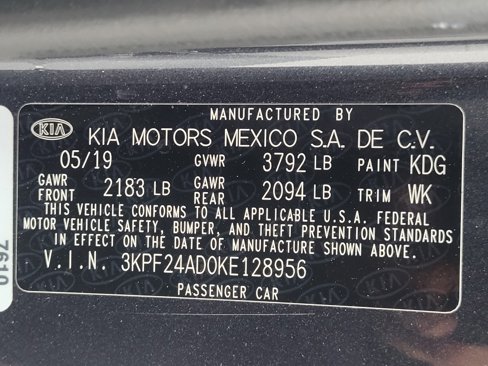 MANUFACTURED BY
KIA KIA MOTORS MEXICO S.A. DE C.V.
05/19 GVWR 3792 LB PAINT KDG
GAWR FRONT 2183 LB GAWR REAR 2094 LB TRIM WK
THIS VEHICLE CONFORMS TO ALL APPLICABLE U.S.A. FEDERAL
MOTOR VEHICLE SAFETY, BUMPER, AND THEFT PREVENTION STANDARDS
IN EFFECT ON THE DATE OF MANUFACTURE SHOWN ABOVE.
V.I.N. 3KPF24AD0KE128956
PASSENGER CAR